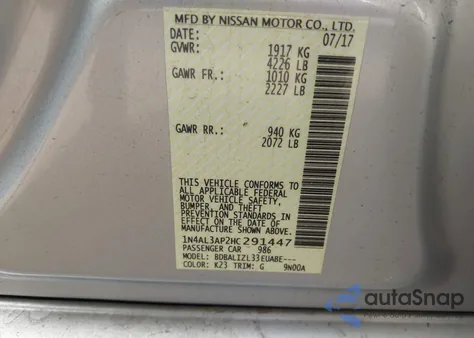 MFD BY NISSAN MOTOR CO., LTD.
DATE: 07/17
GVWR: 1917 KG
4226 LB
GAWR FR.: 1010 KG
2227 LB
GAWR RR.: 940 KG
2072 LB
THIS VEHICLE CONFORMS TO
ALL APPLICABLE FEDERAL
MOTOR VEHICLE SAFETY,
BUMPER, AND THEFT
PREVENTION STANDARDS IN
EFFECT ON THE DATE OF
MANUFACTURE SHOWN ABOVE.
1N4AL3AP2HC291447
PASSENGER CAR 986
MODEL: BDBALIZL33EUABE---
COLOR: K23 TRIM: G 9N00A
autaSnap